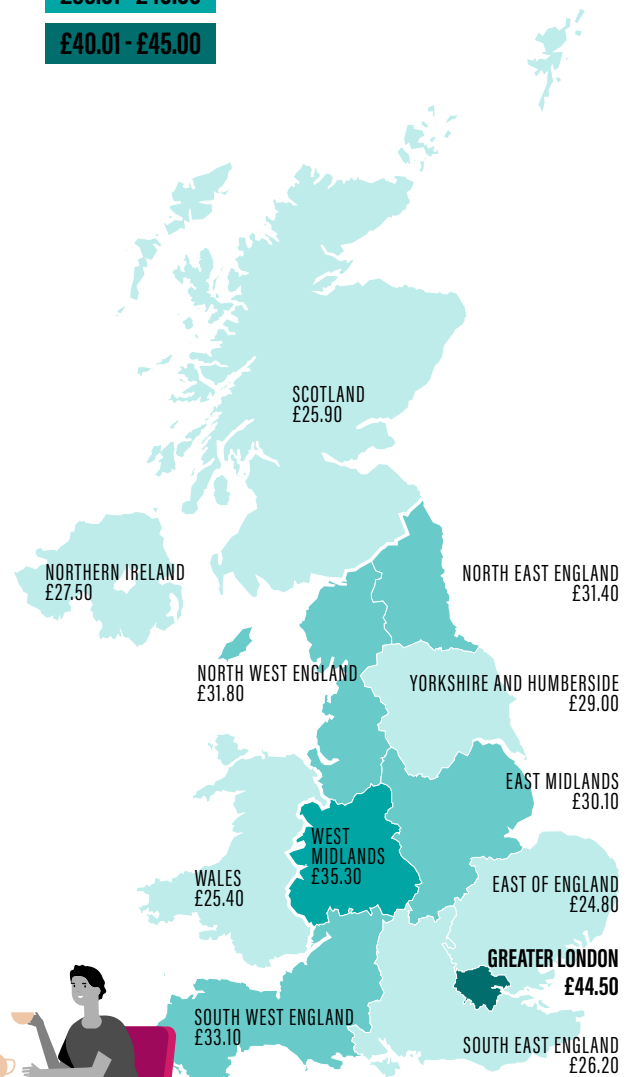 £40.01 - £45.00
SCOTLAND
£25.90
NORTHERN IRELAND
£27.50
NORTH EAST ENGLAND
£31.40
NORTH WEST ENGLAND
£31.80
YORKSHIRE AND HUMBERSIDE
£29.00
EAST MIDLANDS
£30.10
WEST
MIDLANDS
£35.30
WALES
£25.40
EAST OF ENGLAND
£24.80
GREATER LONDON
£44.50
SOUTH WEST ENGLAND
£33.10
SOUTH EAST ENGLAND
£26.20